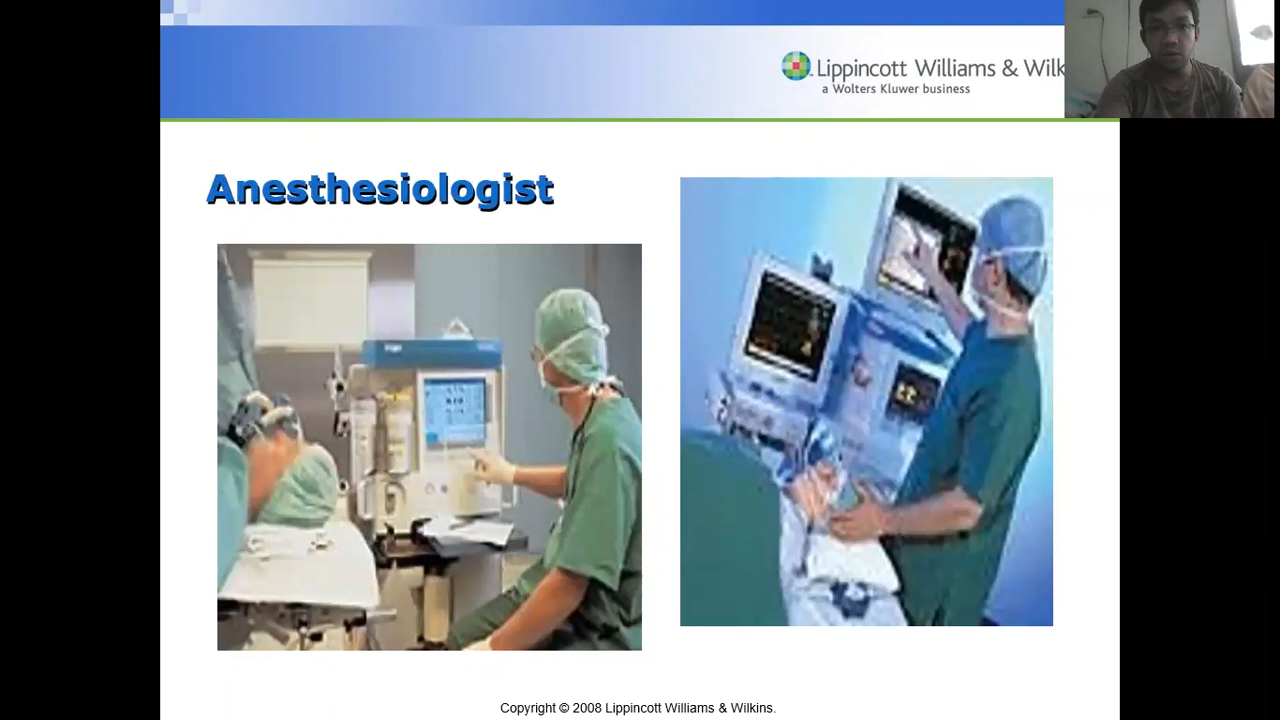 Lippincott Williams & Wilk
a Wolters Kluwer business
Anesthesiologist
Copyright © 2008 Lippincott Williams & Wilkins.